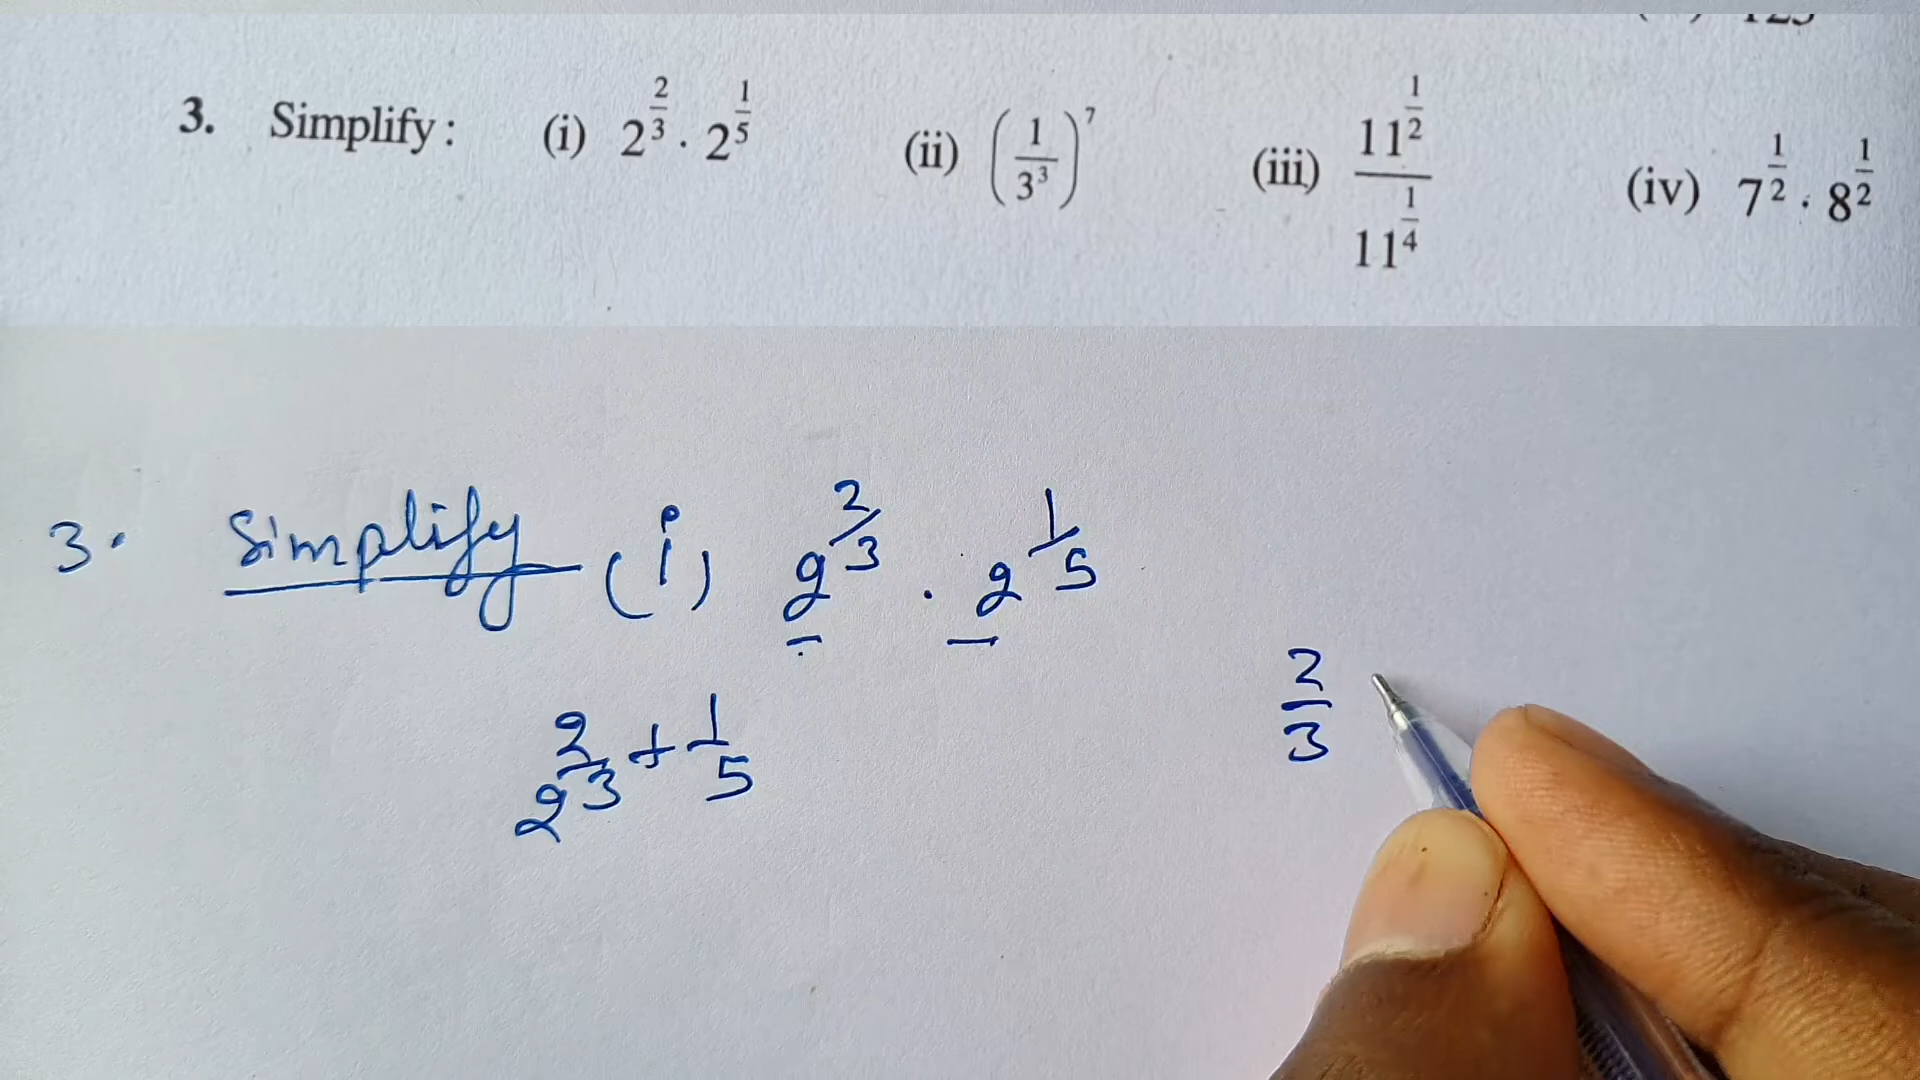 3. Simplify : (i) 2^{2/3} . 2^{1/5} (ii) (1/3^3)^7 (iii) 11^{1/2}/11^{1/4} (iv) 7^{1/2} . 8^{1/2}
3. Simplify (i) 2^{2/3} . 2^{1/5}
2^{2/3 + 1/5}
2/3